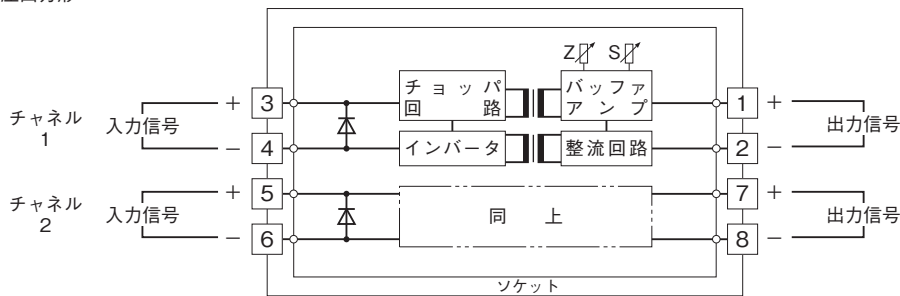 Z S
チョッパ
回路
バッファ
アンプ
チャネル
1
入力信号
+ 3
- 4
インバータ
整流回路
1 +
2 -
出力信号
チャネル
2
入力信号
+ 5
- 6
同上
7 +
8 -
出力信号
ソケット